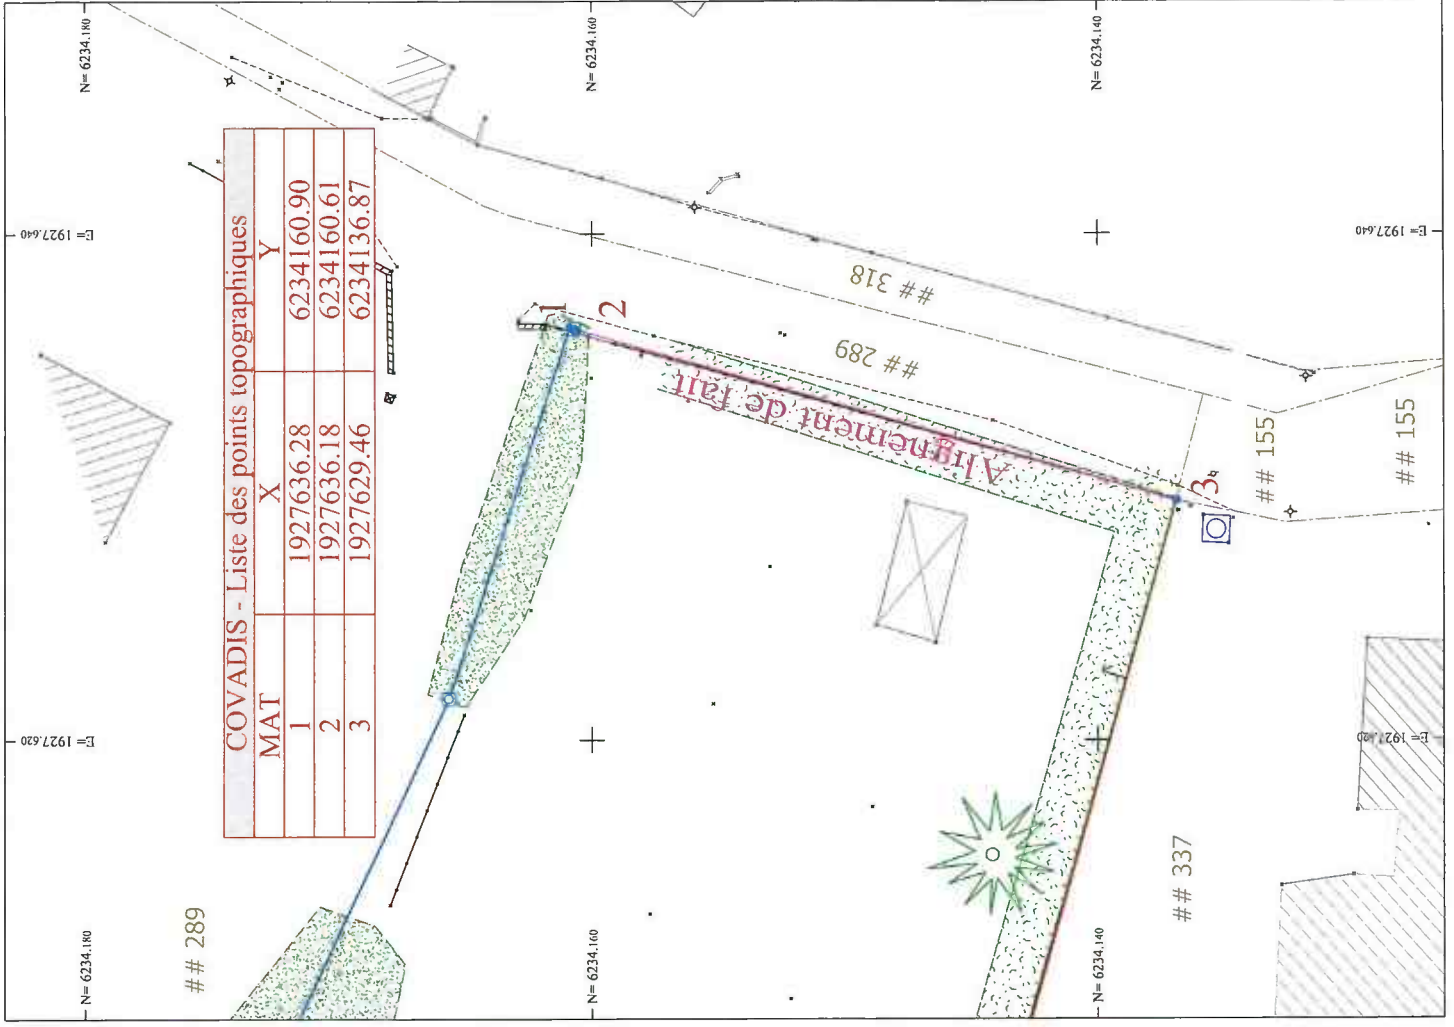 N= 6234.180
N= 6234.160
N= 6234.140
E= 1927.640
E= 1927.640
COVADIS - Liste des points topographiques
MAT X Y
1 1927636.28 6234160.90
2 1927636.18 6234160.61
3 1927629.46 6234136.87
## 318
1
2
## 289
Alignement de fait
3
## 155
## 155
E= 1927.620
E= 1927.620
## 337
## 289
N= 6234.180
N= 6234.160
N= 6234.140